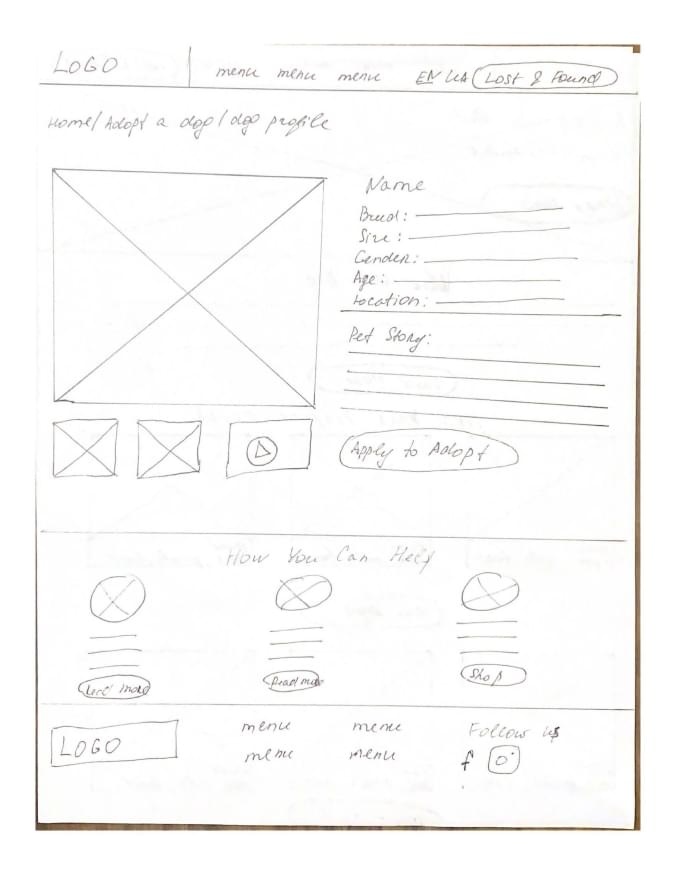 LOGO menu menu menu EN UA Lost & Found
Home/ Adopt a dog / dog profile
Name
Breed:
Size :
Gender:
Age :
Location:
Pet Story:
Apply to Adopt
How You Can Help
Read more Read more Shop
LOGO menu menu Follow us
menu menu f